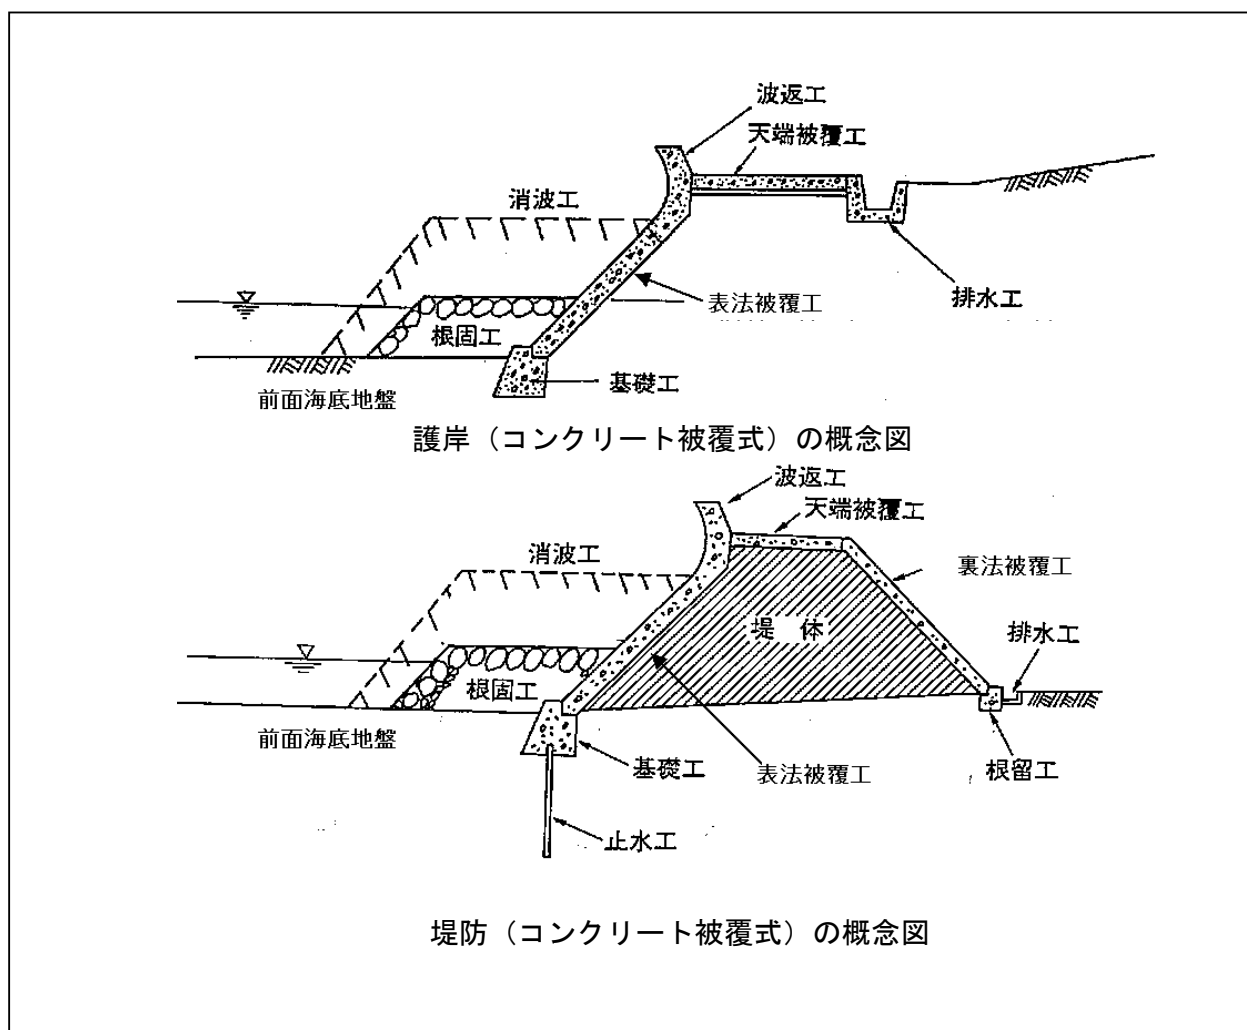 波返工
天端被覆工
消波工
排水工
表法被覆工
根固工
基礎工
前面海底地盤
護岸（コンクリート被覆式）の概念図
波返工
天端被覆工
消波工
裏法被覆工
堤 体
排水工
根固工
前面海底地盤
基礎工
表法被覆工
根留工
止水工
堤防（コンクリート被覆式）の概念図